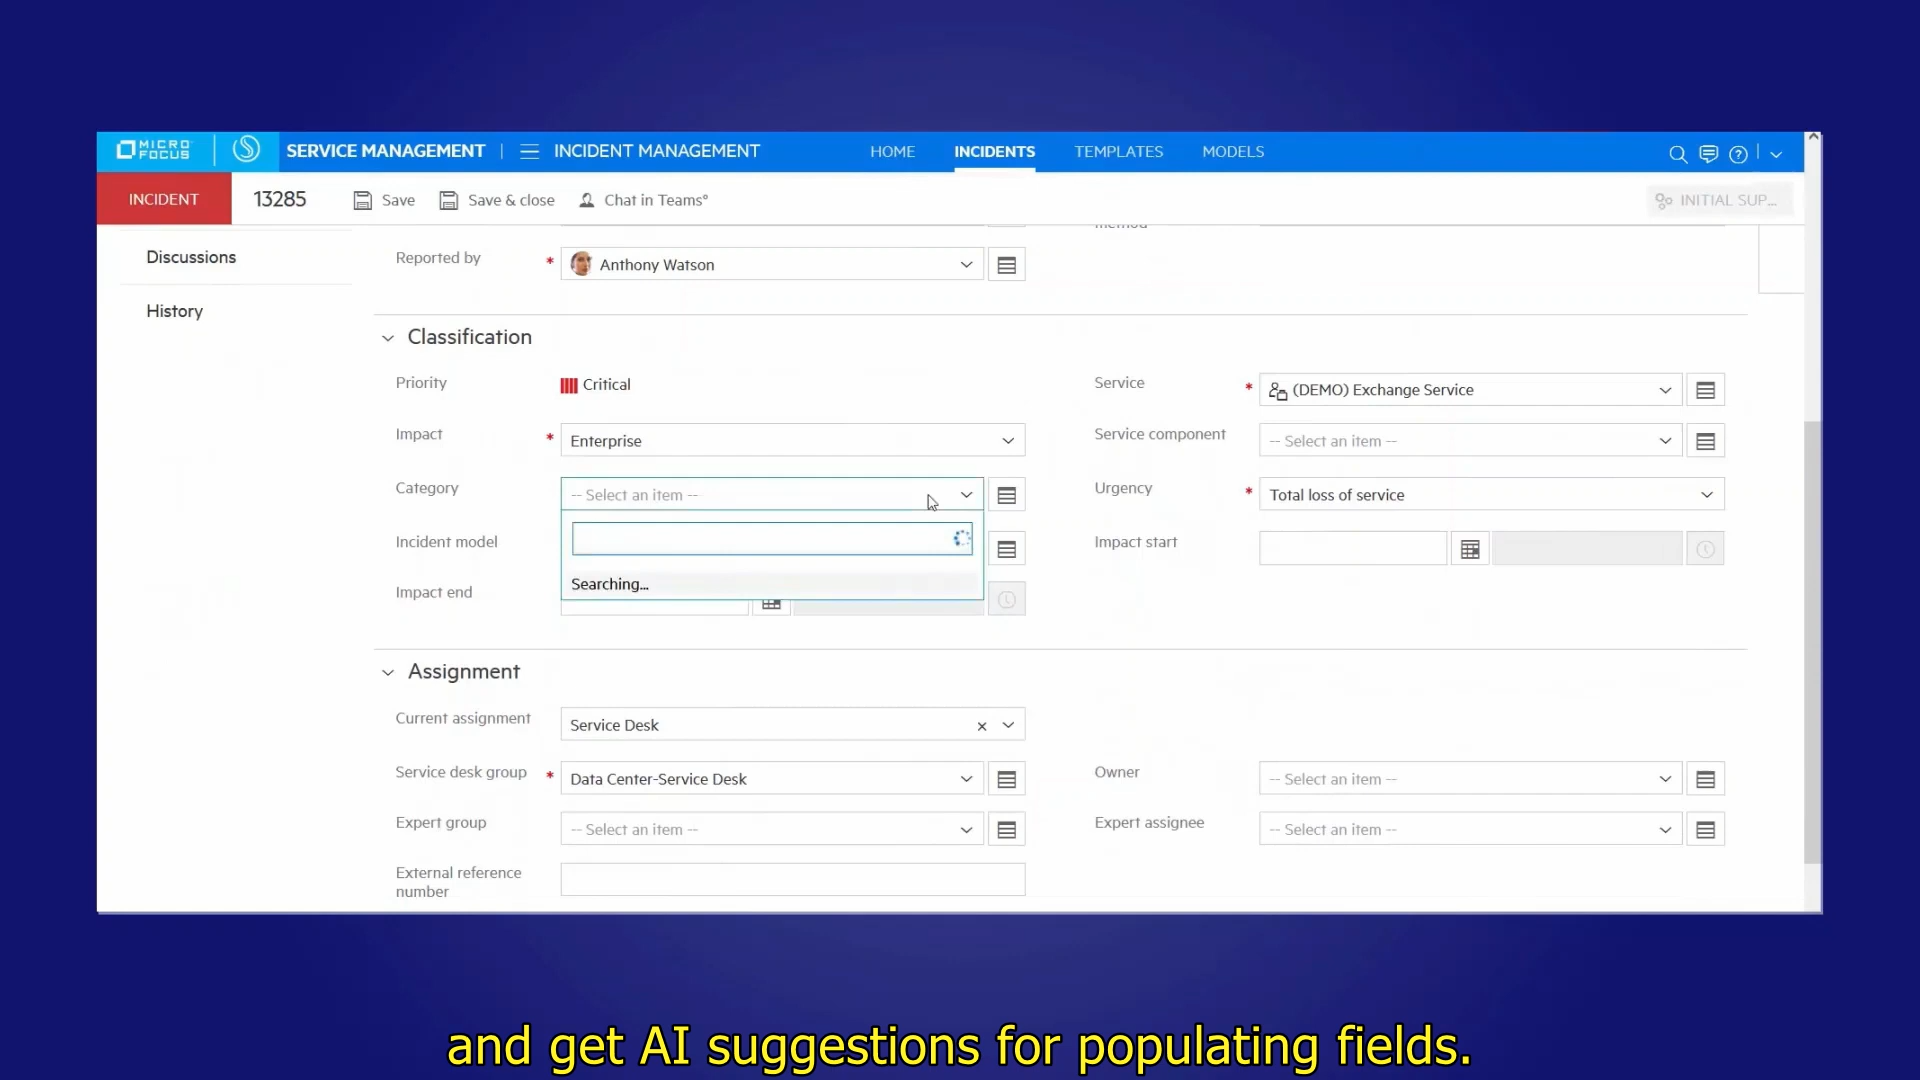 MICRO FOCUS SERVICE MANAGEMENT INCIDENT MANAGEMENT HOME INCIDENTS TEMPLATES MODELS
INCIDENT 13285 Save Save & close Chat in Teams° INITIAL SUP...
Discussions
History
method
Reported by * Anthony Watson
Classification
Priority Critical Service * (DEMO) Exchange Service
Impact * Enterprise Service component -- Select an item --
Category -- Select an item -- Urgency * Total loss of service
Incident model Impact start
Searching...
Impact end
Assignment
Current assignment Service Desk
Service desk group * Data Center-Service Desk Owner -- Select an item --
Expert group -- Select an item -- Expert assignee -- Select an item --
External reference
number
and get AI suggestions for populating fields.